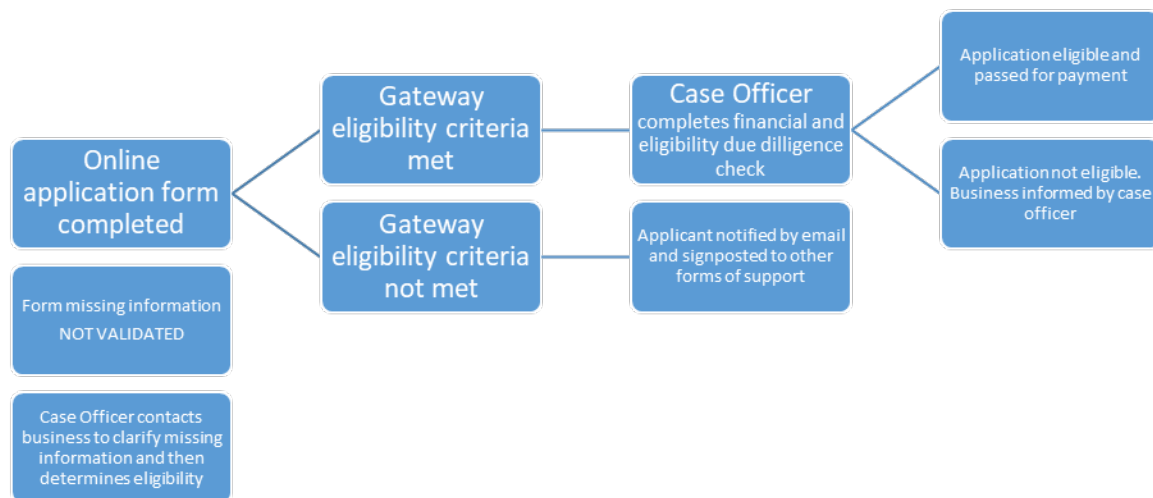 Online
application form
completed
Form missing information
NOT VALIDATED
Case Officer contacts
business to clarify missing
information and then
determines eligibility
Gateway
eligibility criteria
met
Gateway
eligibility criteria
not met
Case Officer
completes financial and
eligibility due dilligence
check
Applicant notified by email
and signposted to other
forms of support
Application eligible and
passed for payment
Application not eligible.
Business informed by case
officer